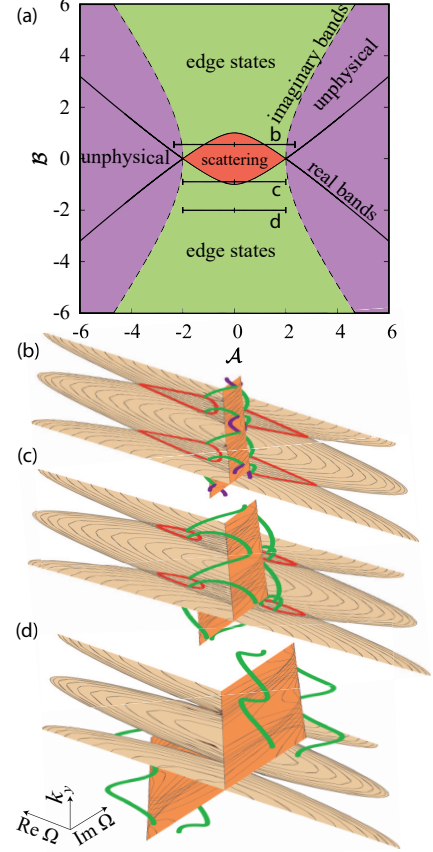 (a)
6
4
2
0
-2
-4
-6
ℬ
edge states
imaginary bands
unphysical
b
unphysical
scattering
real bands
c
d
edge states
-6 -4 -2 0 2 4 6
𝒜
(b)
(c)
(d)
k_y
Re Ω
Im Ω